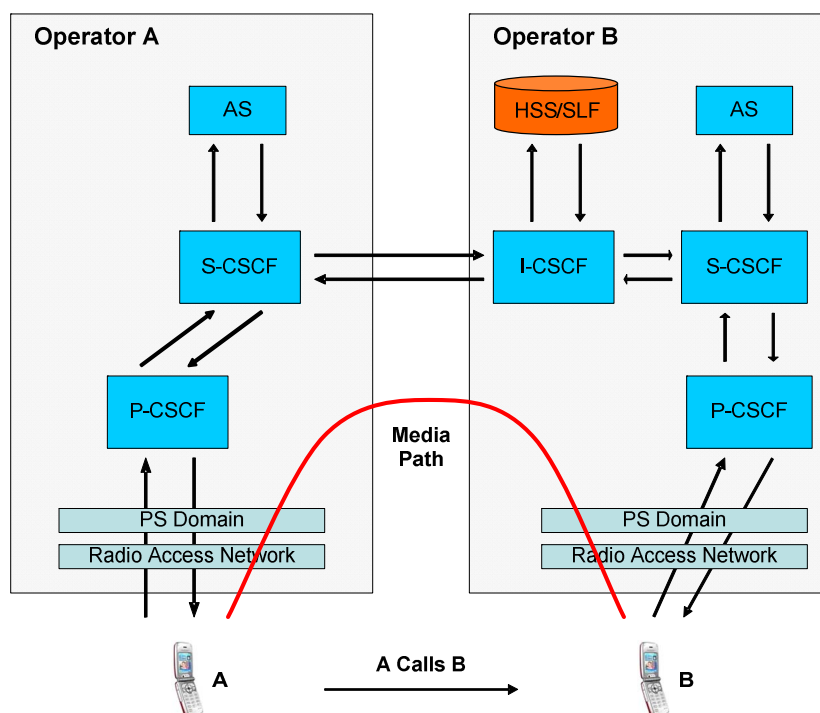 Operator A
Operator B
AS
HSS/SLF
AS
S-CSCF
I-CSCF
S-CSCF
P-CSCF
P-CSCF
Media
Path
PS Domain
PS Domain
Radio Access Network
Radio Access Network
A
A Calls B
B